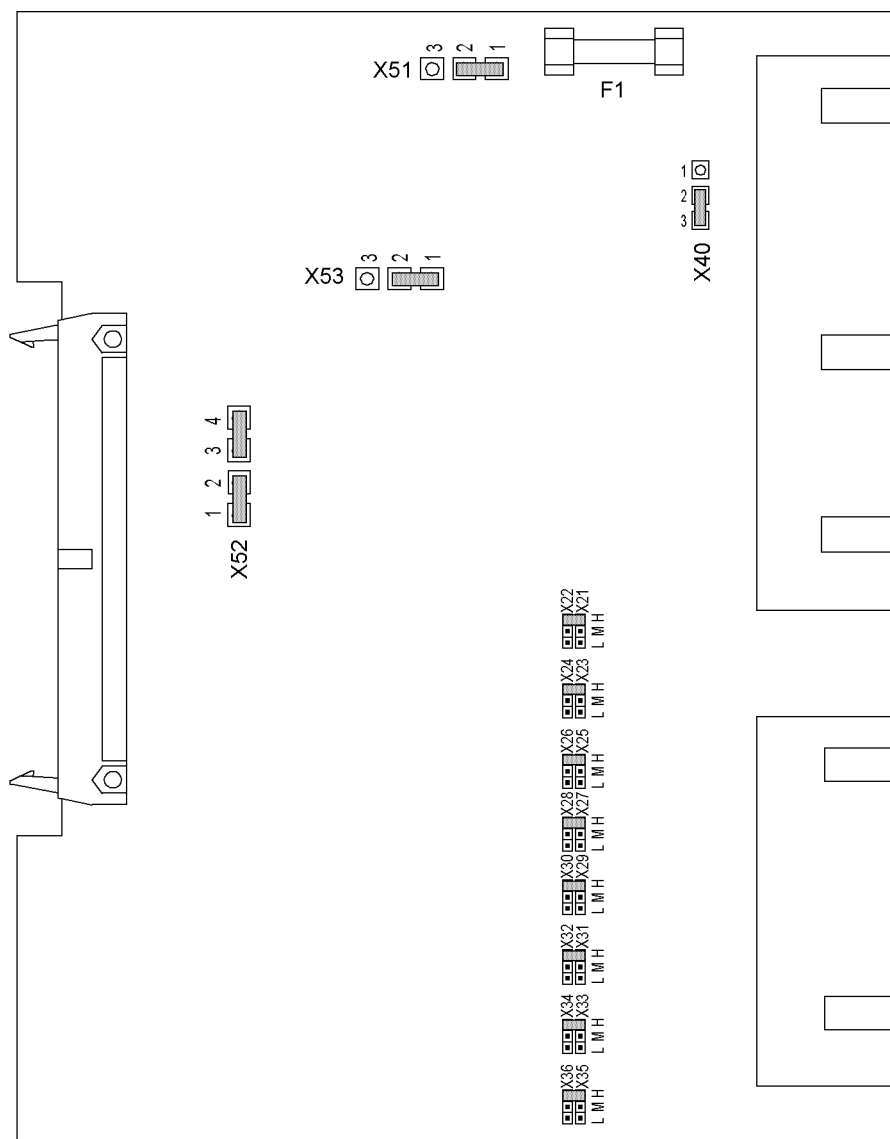 X51 3 2 1
F1
1
2
3
X40
X53 3 2 1
4
3
2
1
X52
X22 X21
L M H
X24 X23
L M H
X26 X25
L M H
X28 X27
L M H
X30 X29
L M H
X32 X31
L M H
X34 X33
L M H
X36 X35
L M H